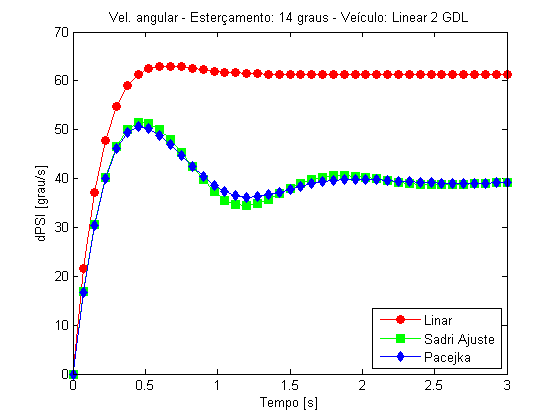 Vel. angular - Esterçamento: 14 graus - Veículo: Linear 2 GDL
70
60
50
40
30
20
10
0
dPSI [grau/s]
0
0.5
1
1.5
2
2.5
3
Tempo [s]
Linar
Sadri Ajuste
Pacejka